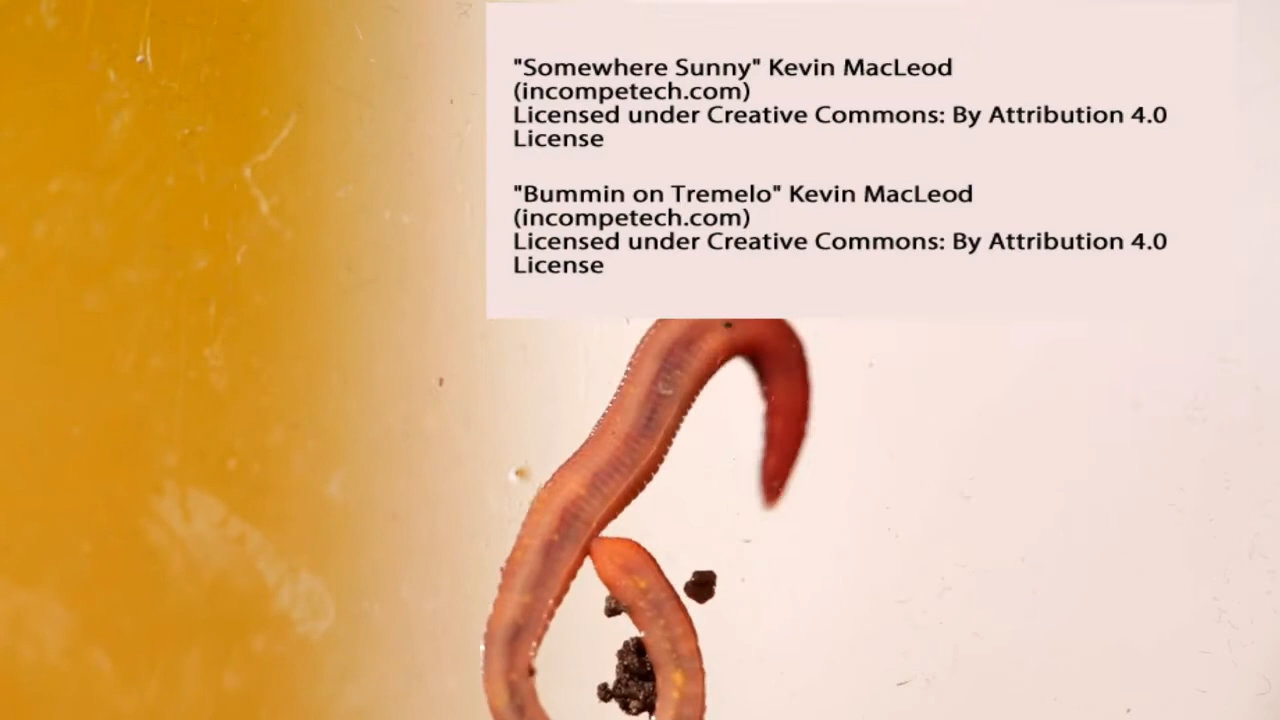 "Somewhere Sunny" Kevin MacLeod
(incompetech.com)
Licensed under Creative Commons: By Attribution 4.0
License
"Bummin on Tremelo" Kevin MacLeod
(incompetech.com)
Licensed under Creative Commons: By Attribution 4.0
License